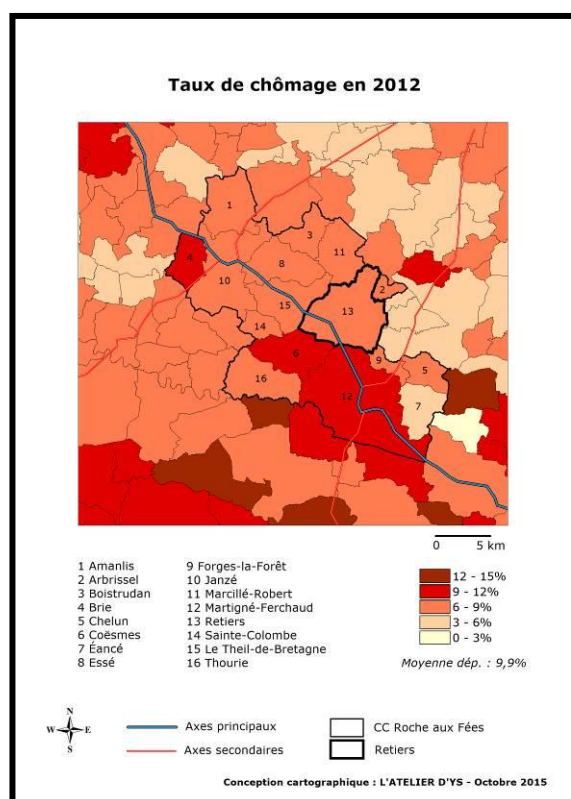 Taux de chômage en 2012
1
3
11
4
8
10
2
15
13
14
6
9
5
16
12
7
0 5 km
1 Amanlis
2 Arbrissel
3 Boistrudan
4 Brie
5 Chelun
6 Coësmes
7 Éancé
8 Essé
9 Forges-la-Forêt
10 Janzé
11 Marcillé-Robert
12 Martigné-Ferchaud
13 Retiers
14 Sainte-Colombe
15 Le Theil-de-Bretagne
16 Thourie
12 - 15%
9 - 12%
6 - 9%
3 - 6%
0 - 3%
Moyenne dép. : 9,9%
N
W E
S
Axes principaux
Axes secondaires
CC Roche aux Fées
Retiers
Conception cartographique : L'ATELIER D'YS - Octobre 2015